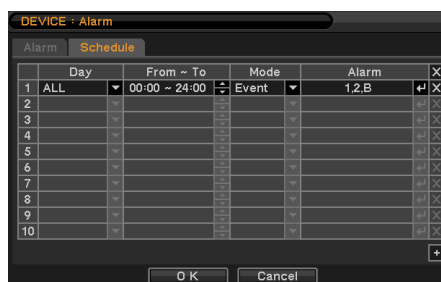 DEVICE : Alarm
Alarm Schedule
Day From ~ To Mode Alarm X
1 ALL 00:00 ~ 24:00 Event 1,2,B X
2 X
3 X
4 X
5 X
6 X
7 X
8 X
9 X
10 X
+
OK Cancel